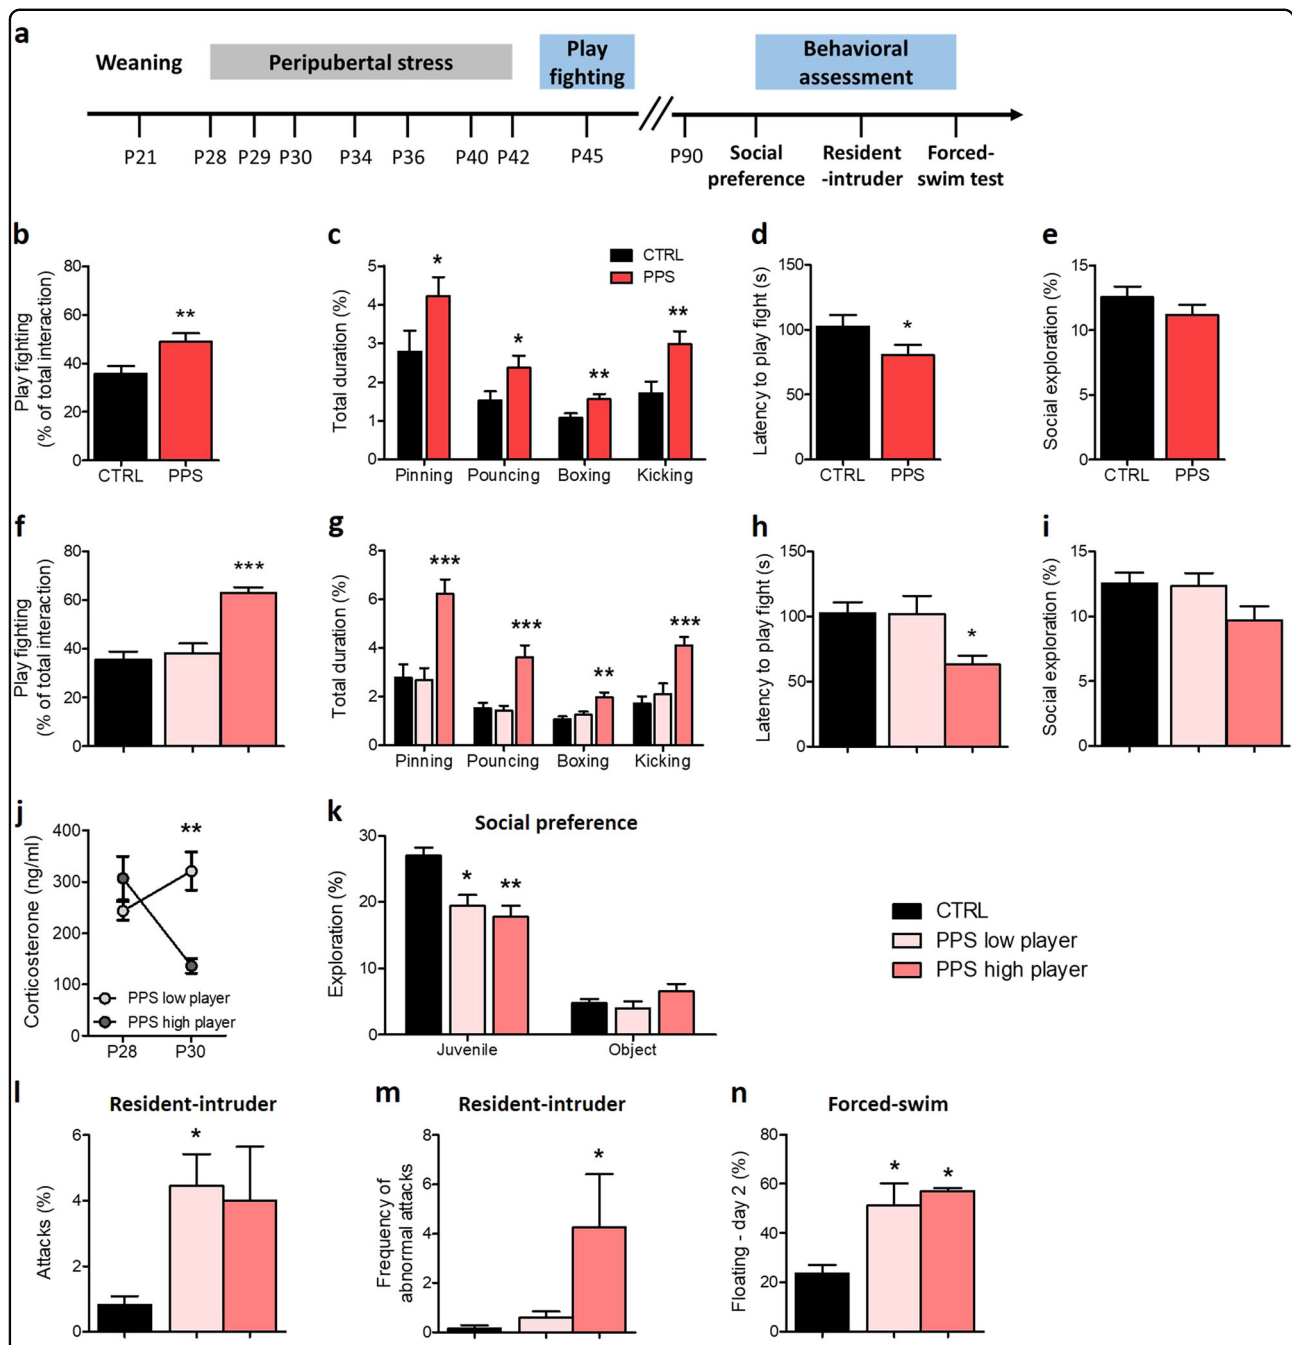 a
Weaning
Peripubertal stress
Play
fighting
Behavioral
assessment
P21
P28
P29
P30
P34
P36
P40
P42
P45
P90
Social
preference
Resident
-intruder
Forced-
swim test
b
Play fighting
(% of total interaction)
80
60
40
20
0
CTRL
PPS
**
c
Total duration (%)
5
4
3
2
1
0
*
*
**
**
CTRL
PPS
Pinning
Pouncing
Boxing
Kicking
d
Latency to play fight (s)
150
100
50
0
*
CTRL
PPS
e
Social exploration (%)
15
10
5
0
CTRL
PPS
f
Play fighting
(% of total interaction)
80
60
40
20
0
***
g
Total duration (%)
8
6
4
2
0
***
***
**
***
Pinning
Pouncing
Boxing
Kicking
h
Latency to play fight (s)
150
100
50
0
*
i
Social exploration (%)
15
10
5
0
j
Corticosterone (ng/ml)
400
300
200
100
0
**
PPS low player
PPS high player
P28
P30
k
Social preference
Exploration (%)
30
20
10
0
*
**
Juvenile
Object
CTRL
PPS low player
PPS high player
l
Resident-intruder
Attacks (%)
6
4
2
0
*
m
Resident-intruder
Frequency of
abnormal attacks
8
6
4
2
0
*
n
Forced-swim
Floating - day 2 (%)
80
60
40
20
0
*
*